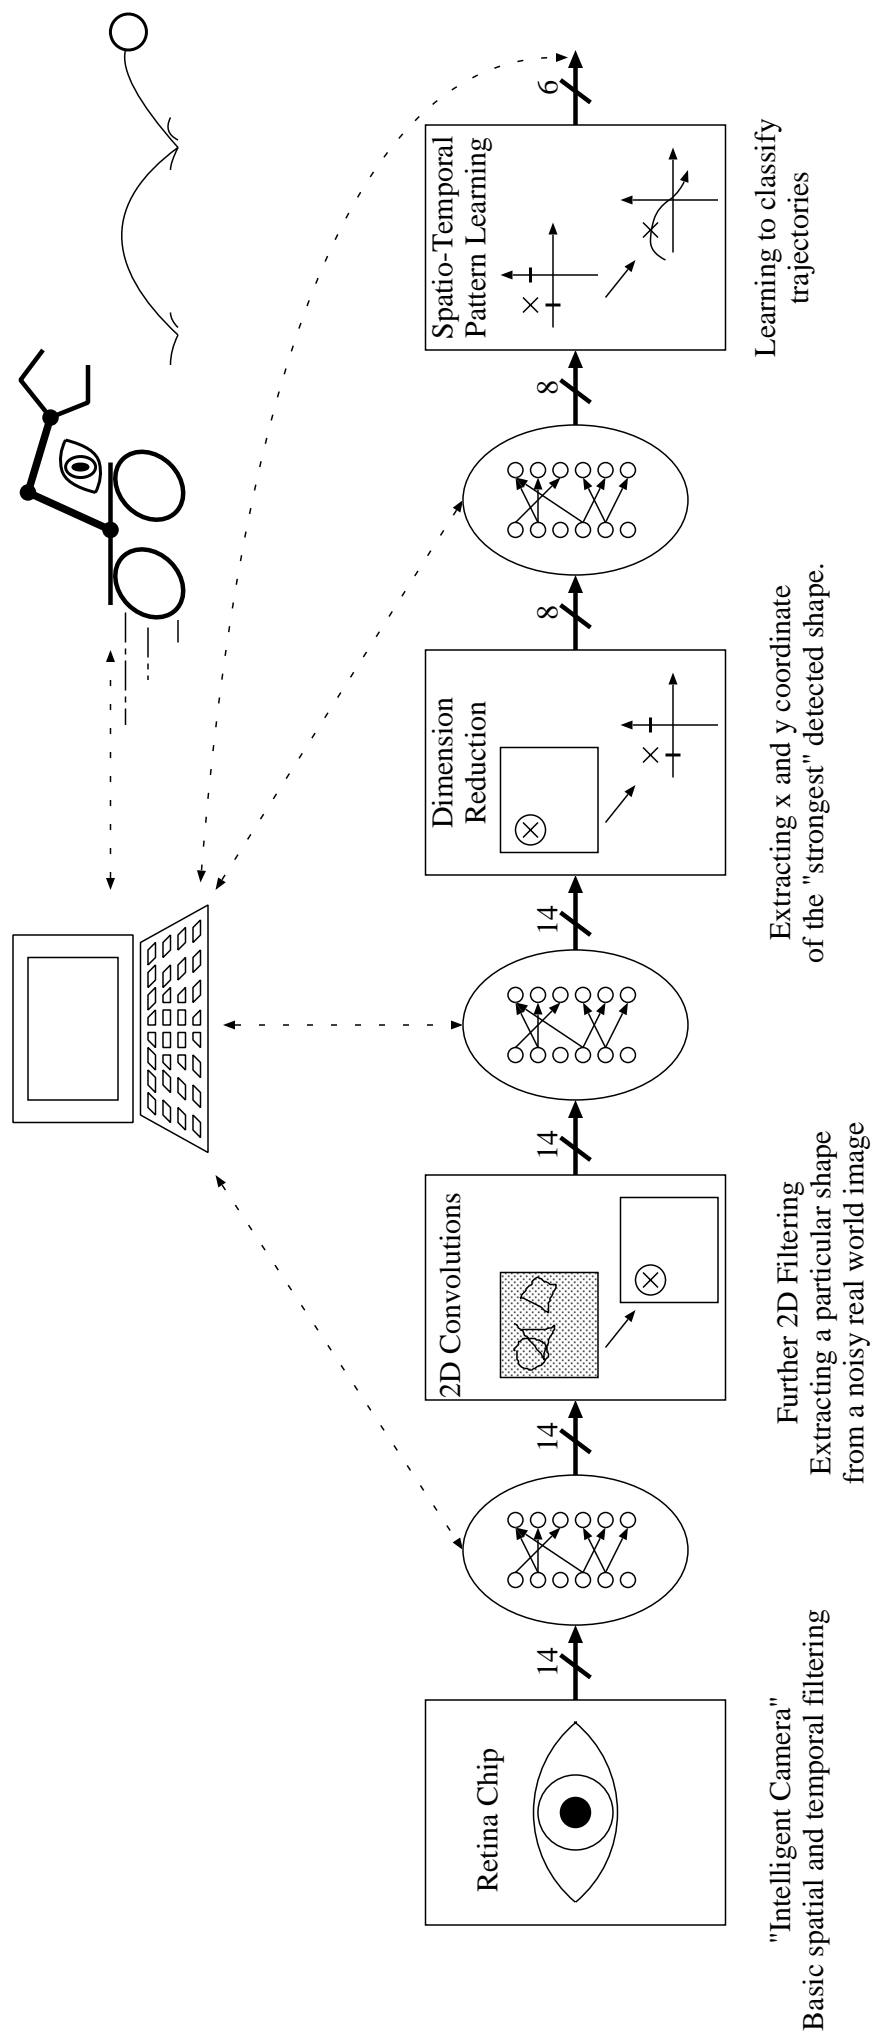 Retina Chip
"Intelligent Camera"
Basic spatial and temporal filtering
14
14
2D Convolutions
Further 2D Filtering
Extracting a particular shape
from a noisy real world image
14
14
Dimension
Reduction
Extracting x and y coordinate
of the "strongest" detected shape.
8
8
Spatio-Temporal
Pattern Learning
Learning to classify
trajectories
6